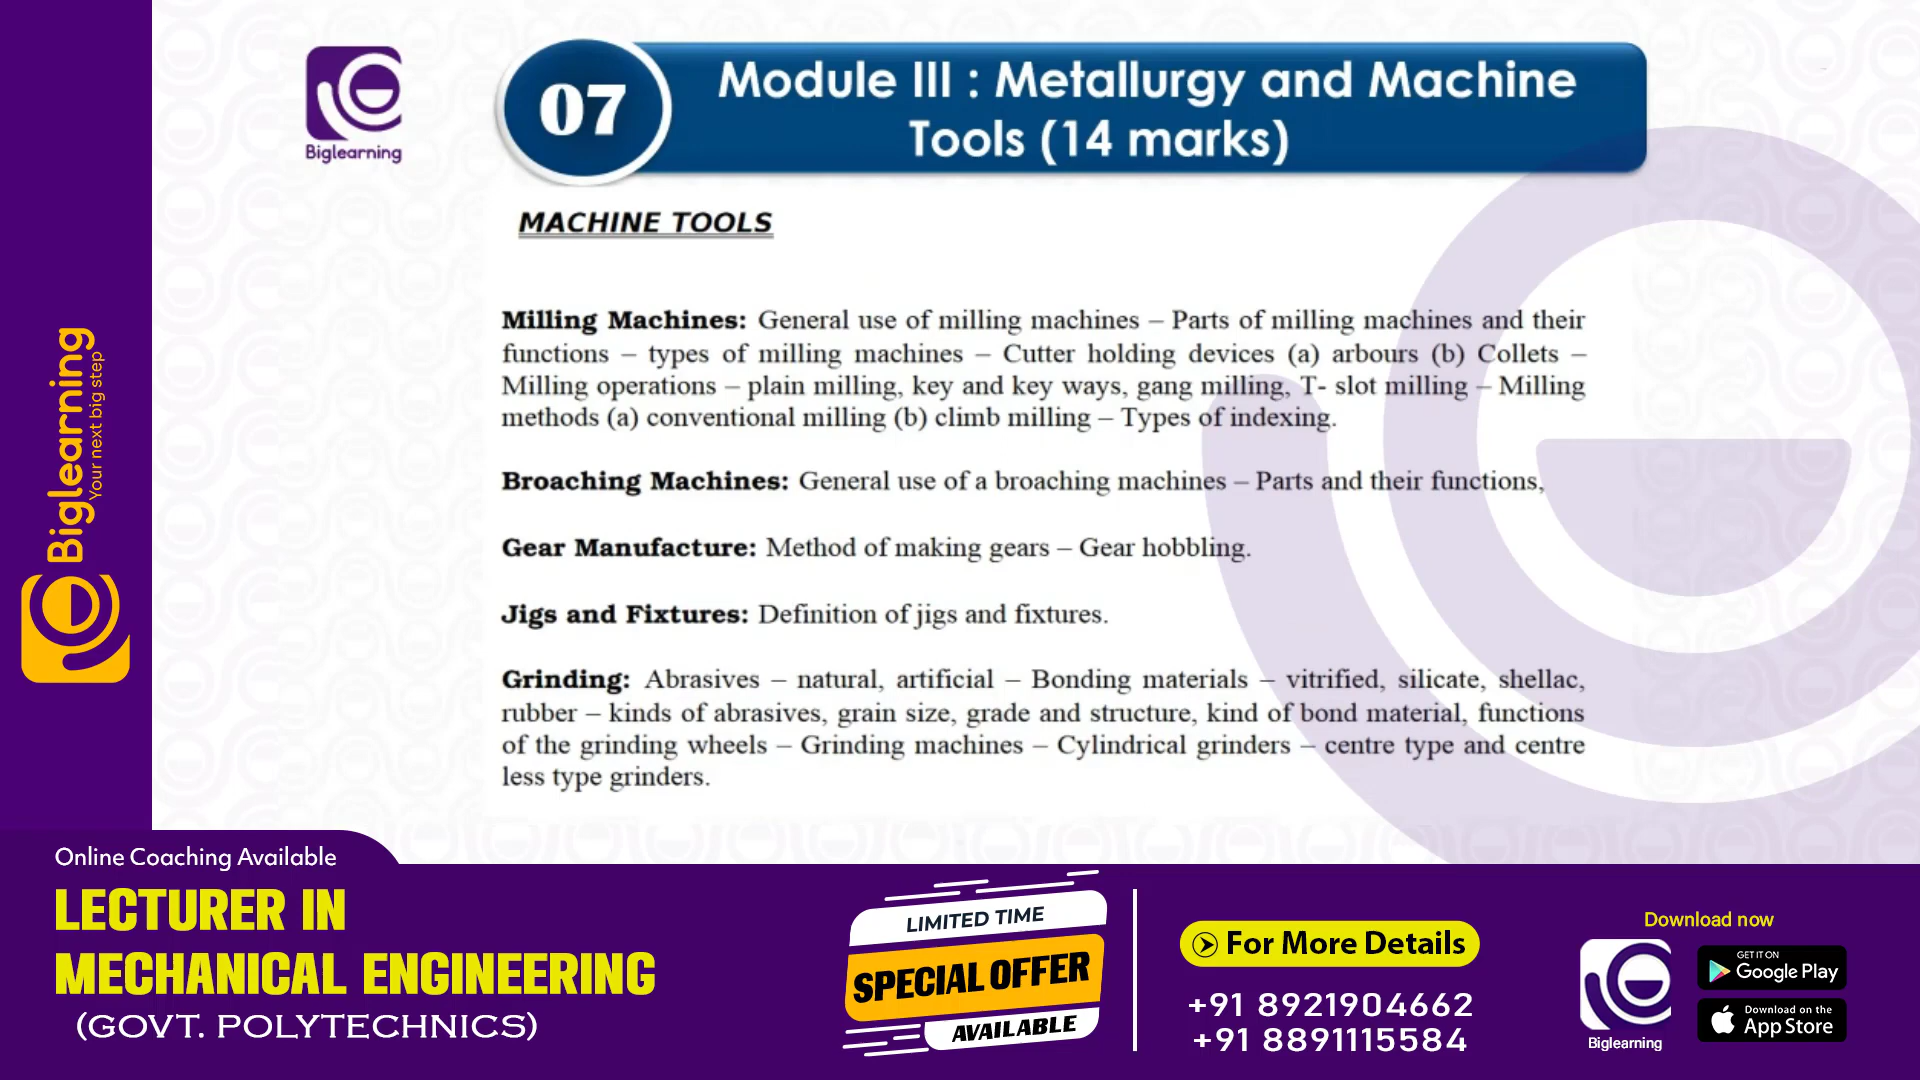 Biglearning
07
Module III : Metallurgy and Machine
Tools (14 marks)
MACHINE TOOLS
Milling Machines: General use of milling machines – Parts of milling machines and their
functions – types of milling machines – Cutter holding devices (a) arbours (b) Collets –
Milling operations – plain milling, key and key ways, gang milling, T- slot milling – Milling
methods (a) conventional milling (b) climb milling – Types of indexing.
Broaching Machines: General use of a broaching machines – Parts and their functions,
Gear Manufacture: Method of making gears – Gear hobbling.
Jigs and Fixtures: Definition of jigs and fixtures.
Grinding: Abrasives – natural, artificial – Bonding materials – vitrified, silicate, shellac,
rubber – kinds of abrasives, grain size, grade and structure, kind of bond material, functions
of the grinding wheels – Grinding machines – Cylindrical grinders – centre type and centre
less type grinders.
Biglearning
Your next big step
Online Coaching Available
LECTURER IN
MECHANICAL ENGINEERING
(GOVT. POLYTECHNICS)
LIMITED TIME
SPECIAL OFFER
AVAILABLE
For More Details
+91 8921904662
+91 8891115584
Download now
Biglearning
GET IT ON
Google Play
Download on the
App Store